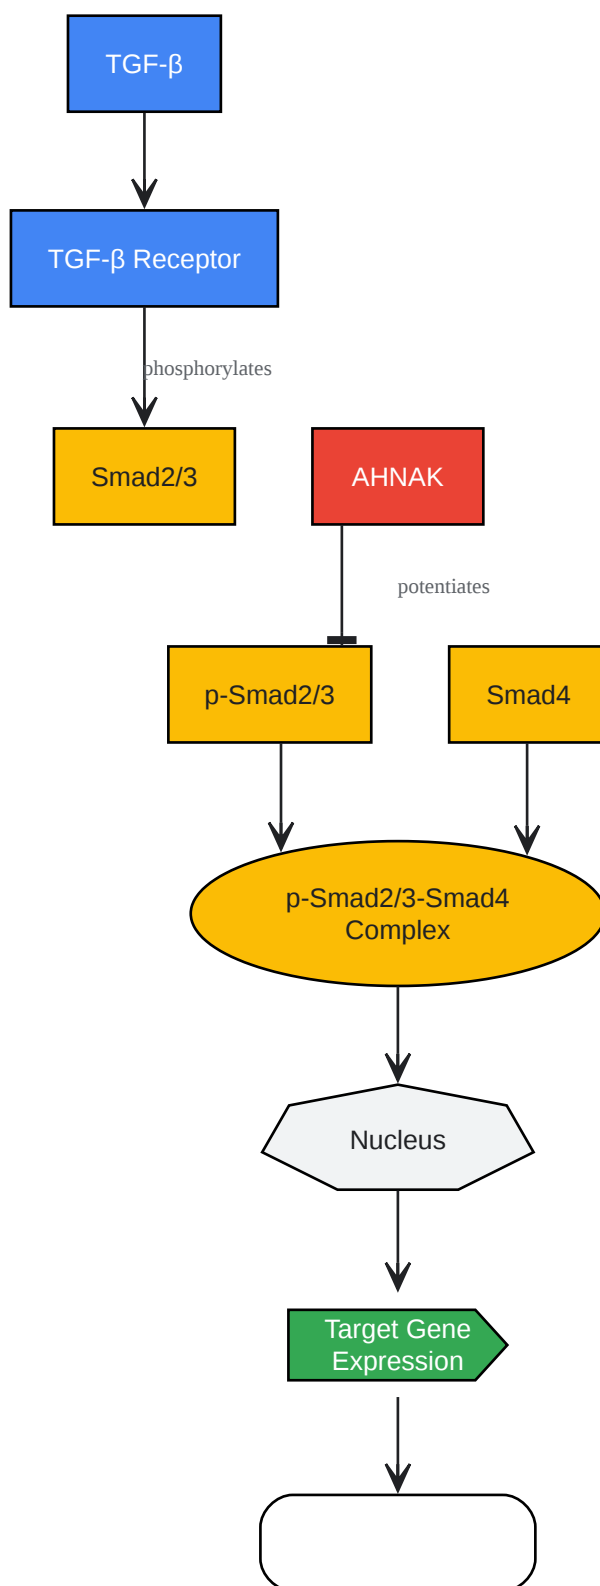 TGF-β
TGF-β Receptor
phosphorylates
Smad2/3
AHNAK
potentiates
p-Smad2/3
Smad4
p-Smad2/3-Smad4
Complex
Nucleus
Target Gene
Expression